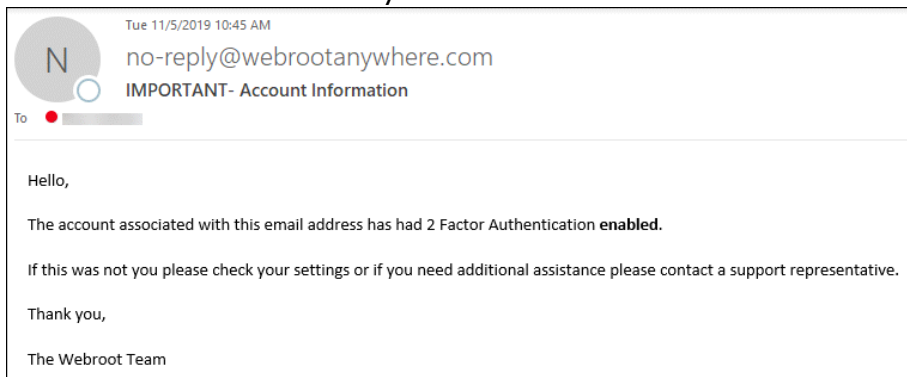 Tue 11/5/2019 10:45 AM
N
no-reply@webrootanywhere.com
IMPORTANT- Account Information
To
Hello,
The account associated with this email address has had 2 Factor Authentication enabled.
If this was not you please check your settings or if you need additional assistance please contact a support representative.
Thank you,
The Webroot Team